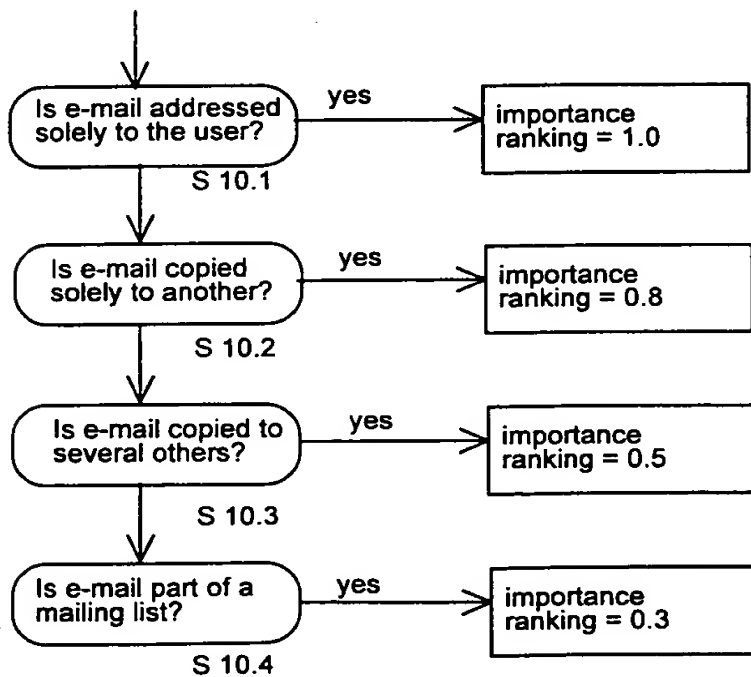 Is e-mail addressed
solely to the user?
yes
importance
ranking = 1.0
S 10.1
Is e-mail copied
solely to another?
yes
importance
ranking = 0.8
S 10.2
Is e-mail copied to
several others?
yes
importance
ranking = 0.5
S 10.3
Is e-mail part of a
mailing list?
yes
importance
ranking = 0.3
S 10.4